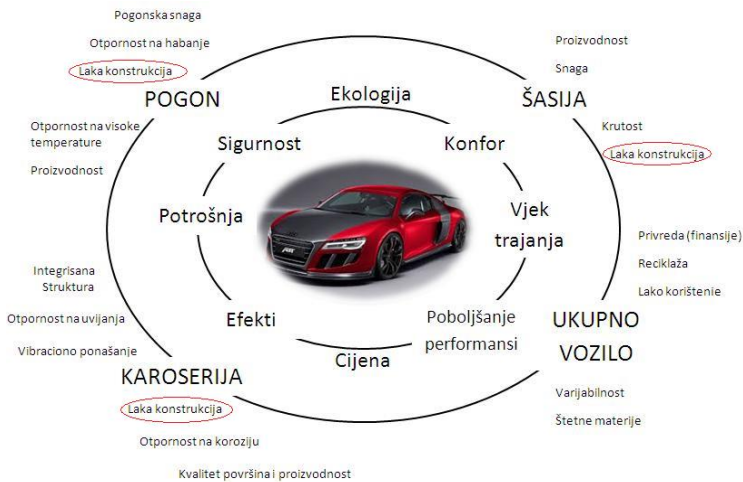 Pogonska snaga
Otpornost na habanje
Laka konstrukcija
POGON
Otpornost na visoke
temperature
Proizvodnost
Proizvodnost
Snaga
ŠASIJA
Krutost
Laka konstrukcija
Ekologija
Sigurnost
Konfor
Potrošnja
Vjek
trajanja
Efekti
Poboljšanje
performansi
Cijena
Privreda (finansije)
Reciklaža
Lako korištenie
UKUPNO
VOZILO
Varijabilnost
Štetne materije
Integrisana
Struktura
Otpornost na uvijanja
Vibraciono ponašanje
KAROSERIJA
Laka konstrukcija
Otpornost na koroziju
Kvalitet površina i proizvodnost